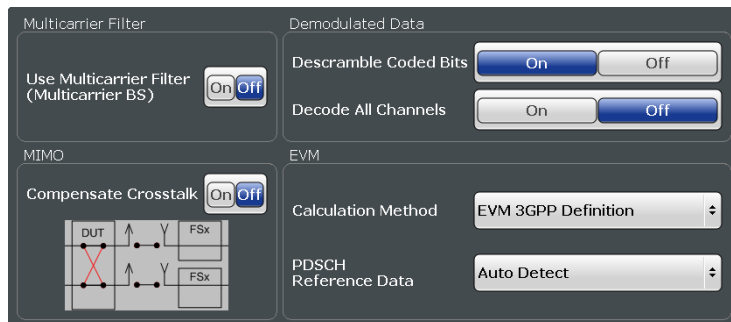 Multicarrier Filter
Use Multicarrier Filter
(Multicarrier BS)
On Off
Demodulated Data
Descramble Coded Bits
On Off
Decode All Channels
On Off
MIMO
Compensate Crosstalk
On Off
DUT
FSx
FSx
EVM
Calculation Method
EVM 3GPP Definition
PDSCH
Reference Data
Auto Detect